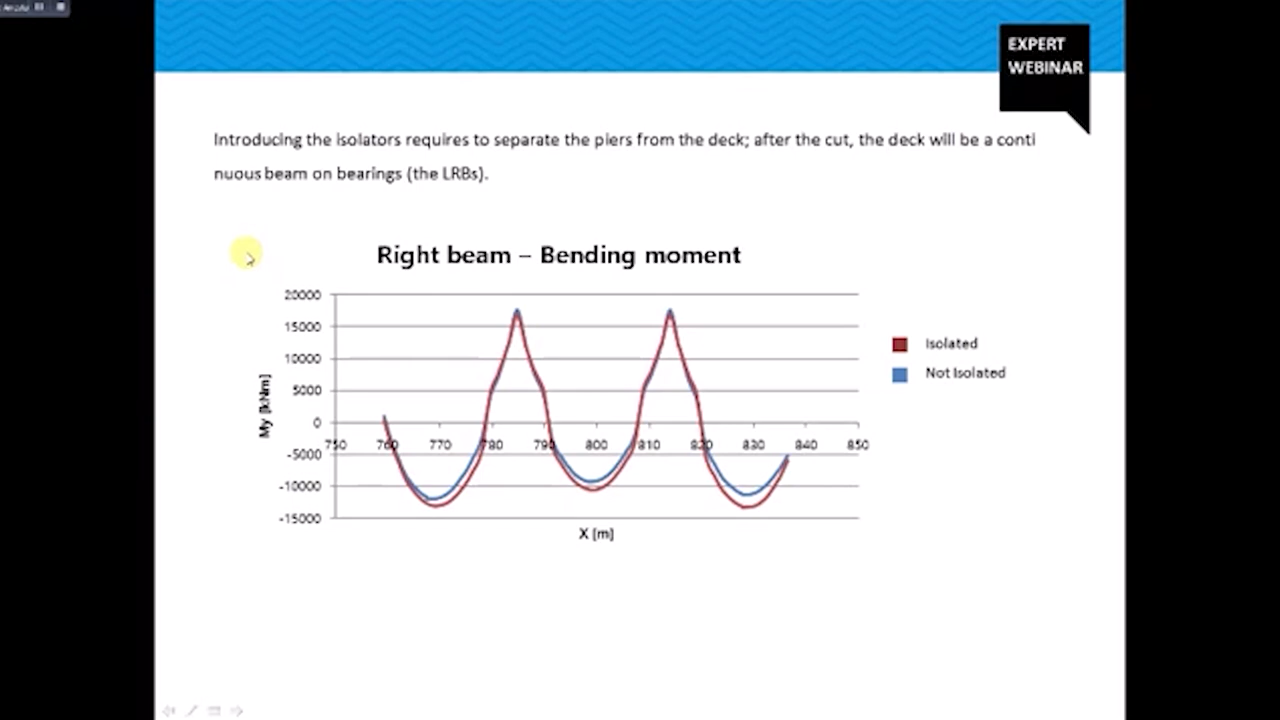 EXPERT
WEBINAR
Introducing the isolators requires to separate the piers from the deck; after the cut, the deck will be a conti
nuous beam on bearings (the LRBs).
Right beam – Bending moment
20000
15000
10000
5000
0
-5000
-10000
-15000
My [kNm]
750 760 770 780 790 800 810 820 830 840 850
X [m]
Isolated
Not Isolated